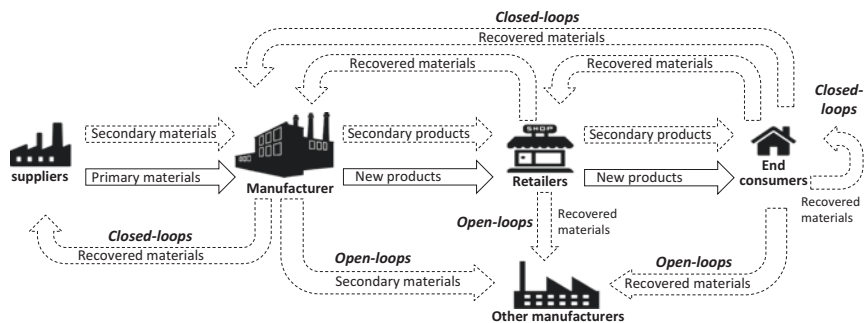 Closed-loops
Recovered materials
Recovered materials
Recovered materials
Closed-
loops
Secondary materials
Secondary products
SHOP
Secondary products
suppliers
Primary materials
Manufacturer
New products
Retailers
New products
End
consumers
Recovered
materials
Closed-loops
Recovered materials
Open-loops
Recovered
materials
Open-loops
Secondary materials
Open-loops
Recovered materials
Other manufacturers